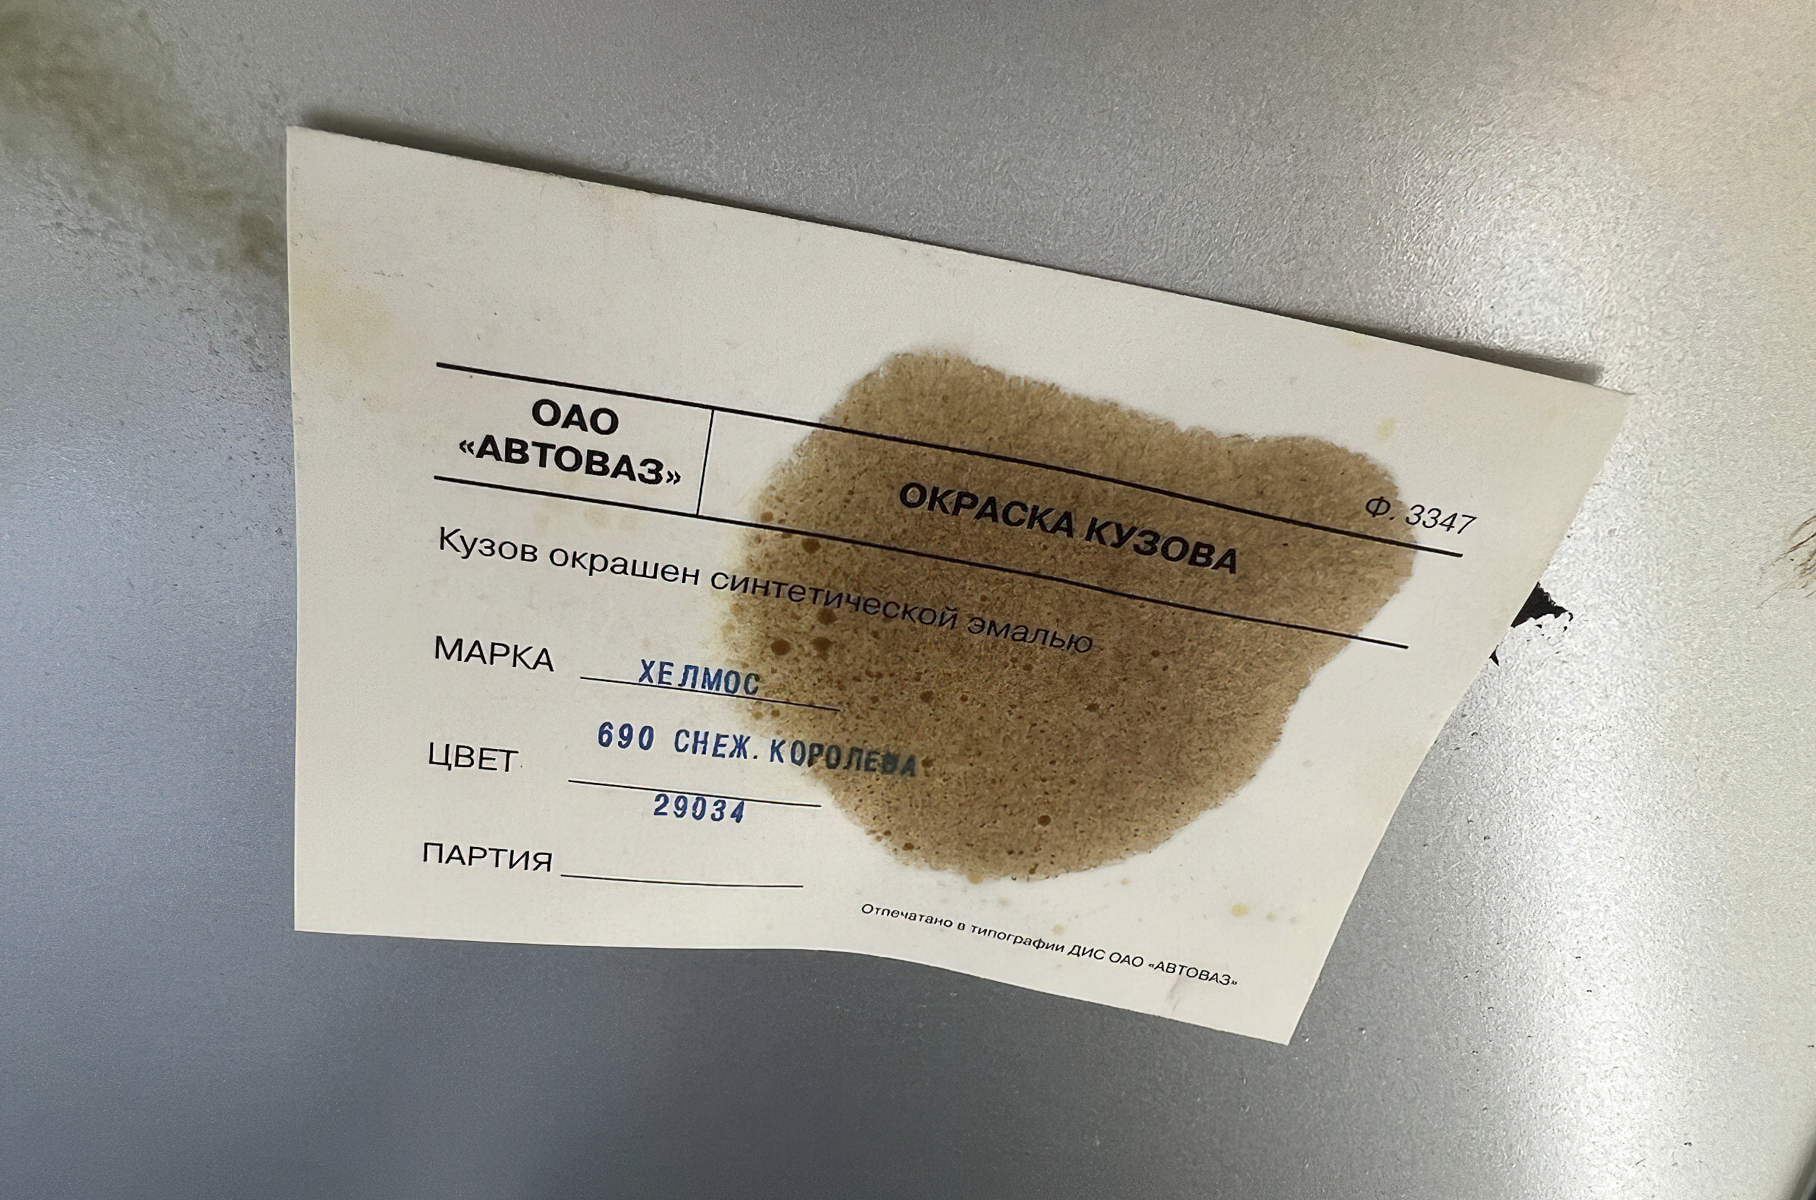 ОАО
«АВТОВАЗ»
ОКРАСКА КУЗОВА
Ф. 3347
Кузов окрашен синтетической эмалью
МАРКА ХЕЛМОС
ЦВЕТ 690 СНЕЖ. КОРОЛЕВА
29034
ПАРТИЯ
Отпечатано в типографии ДИС ОАО «АВТОВАЗ»